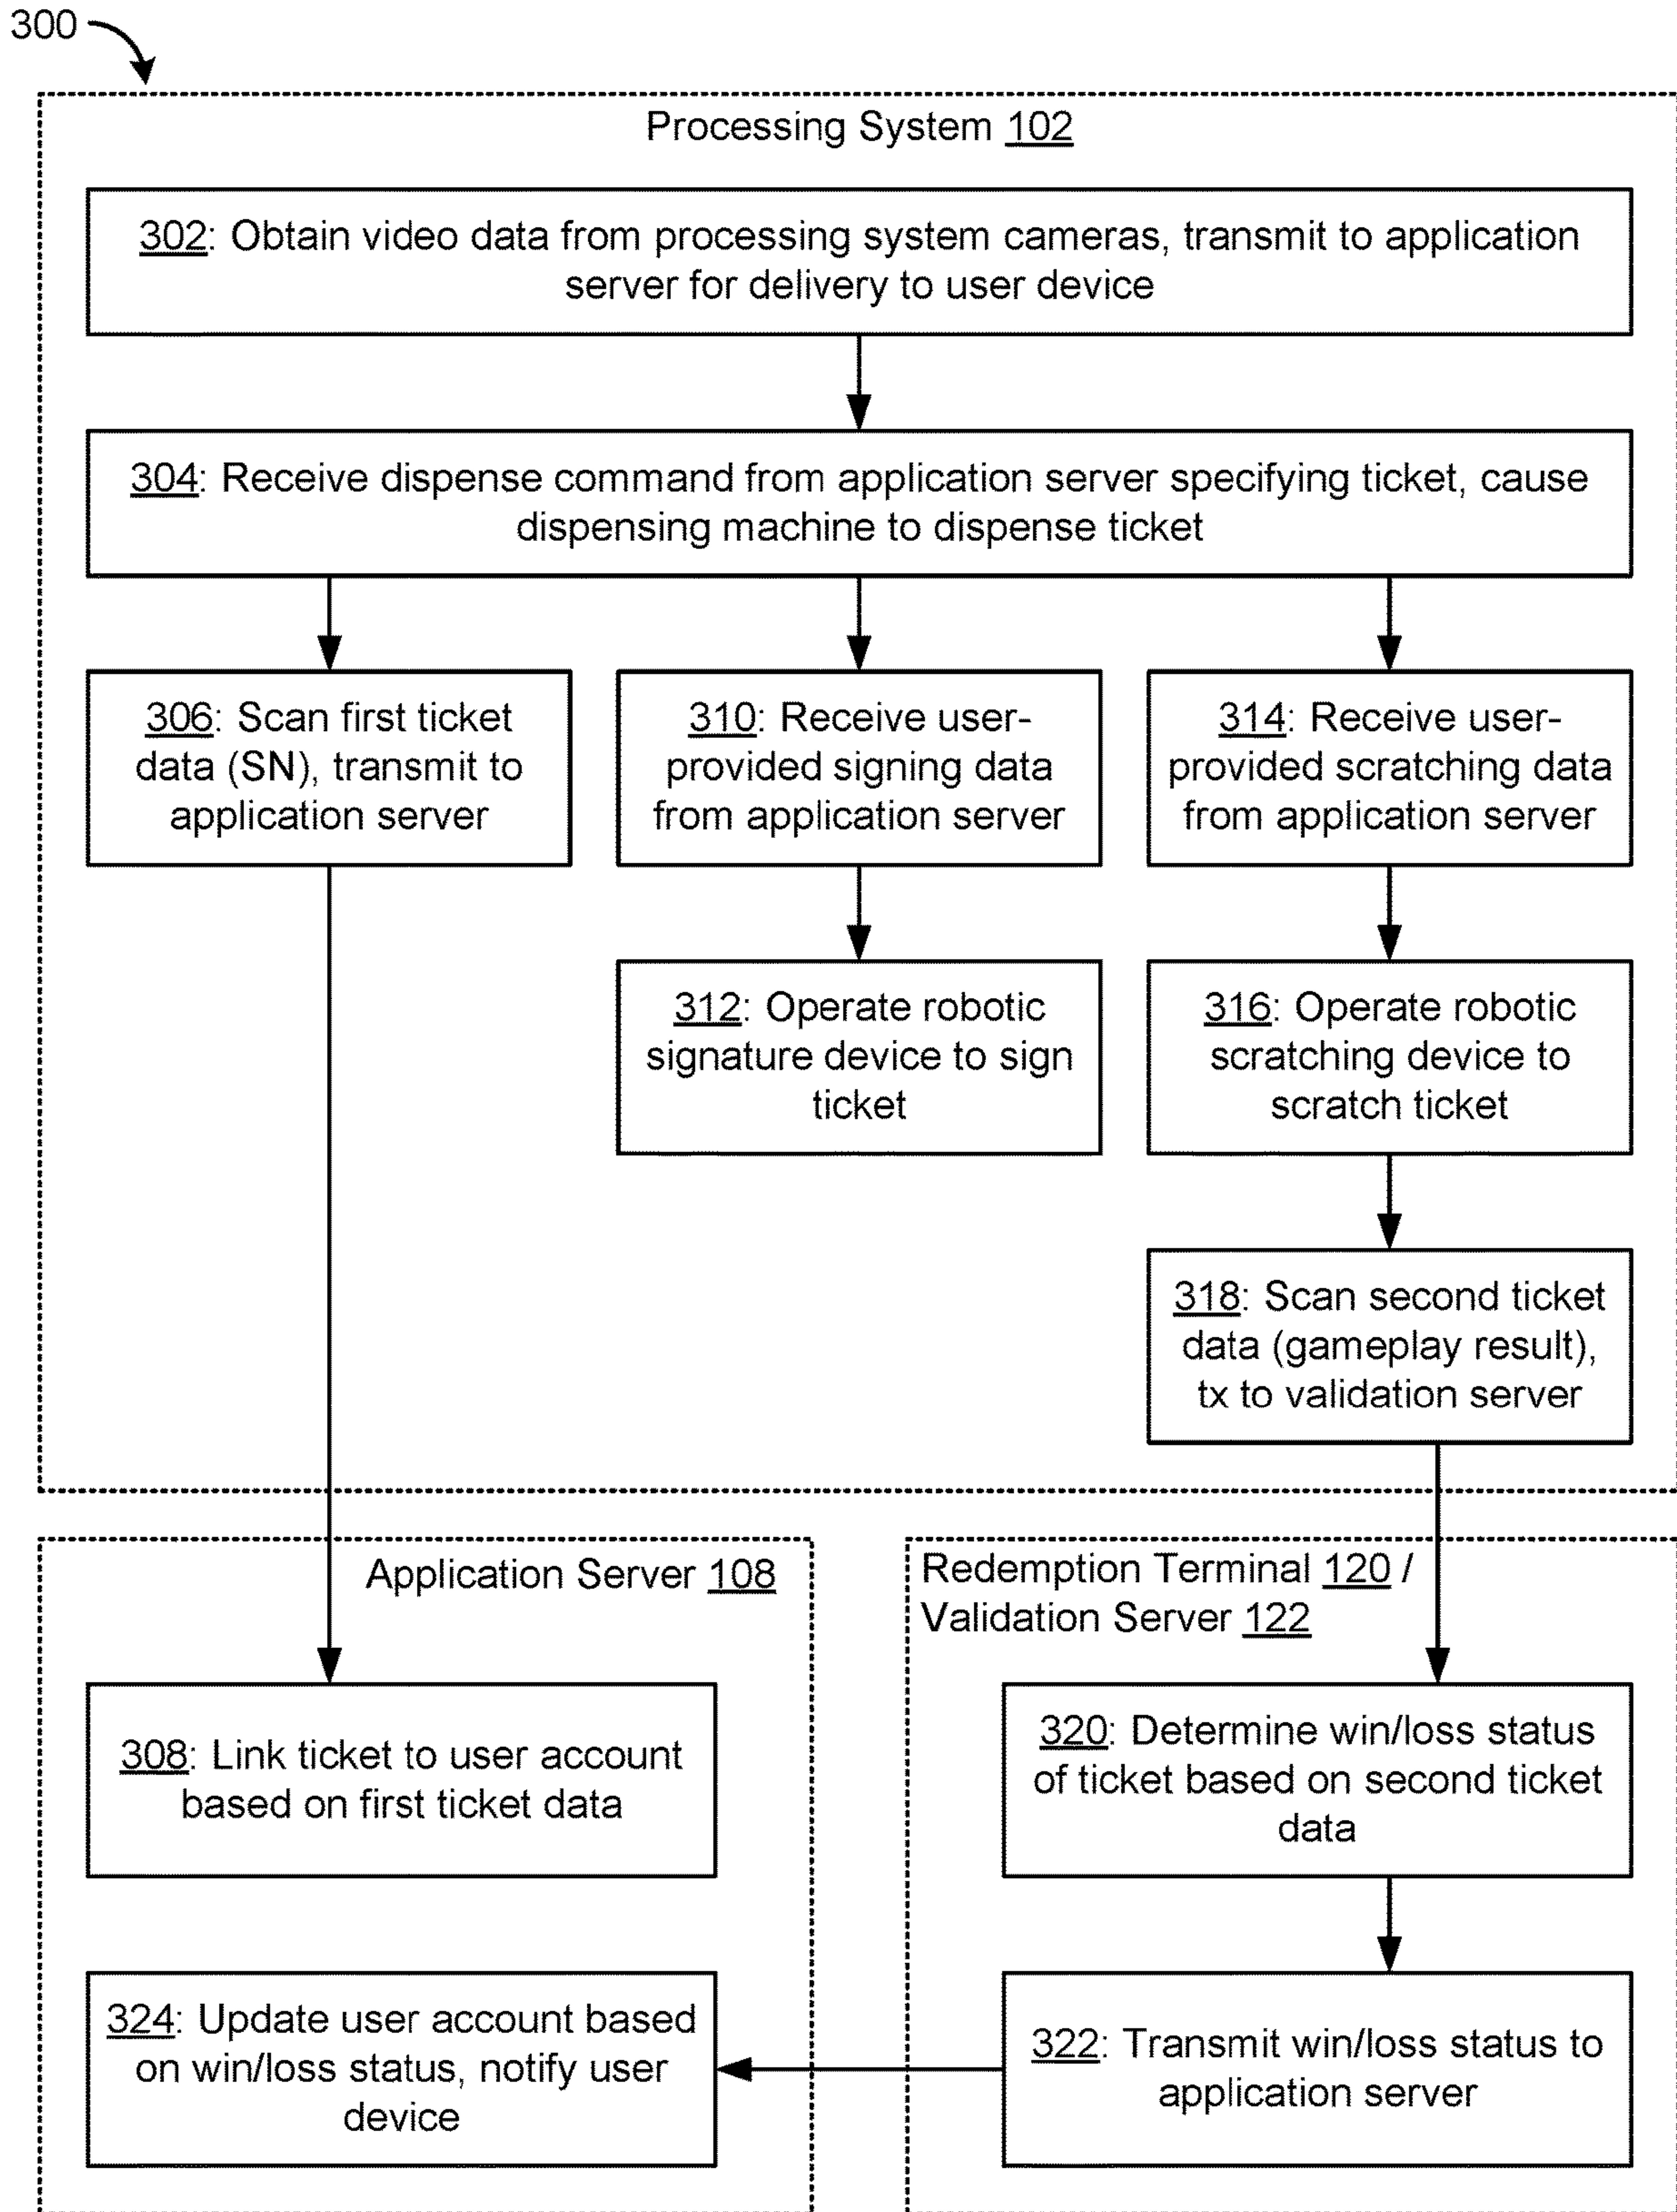 300
Processing System 102
302: Obtain video data from processing system cameras, transmit to application
server for delivery to user device
304: Receive dispense command from application server specifying ticket, cause
dispensing machine to dispense ticket
306: Scan first ticket
data (SN), transmit to
application server
310: Receive user-
provided signing data
from application server
314: Receive user-
provided scratching data
from application server
312: Operate robotic
signature device to sign
ticket
316: Operate robotic
scratching device to
scratch ticket
318: Scan second ticket
data (gameplay result),
tx to validation server
Application Server 108
Redemption Terminal 120 /
Validation Server 122
308: Link ticket to user account
based on first ticket data
320: Determine win/loss status
of ticket based on second ticket
data
324: Update user account based
on win/loss status, notify user
device
322: Transmit win/loss status to
application server